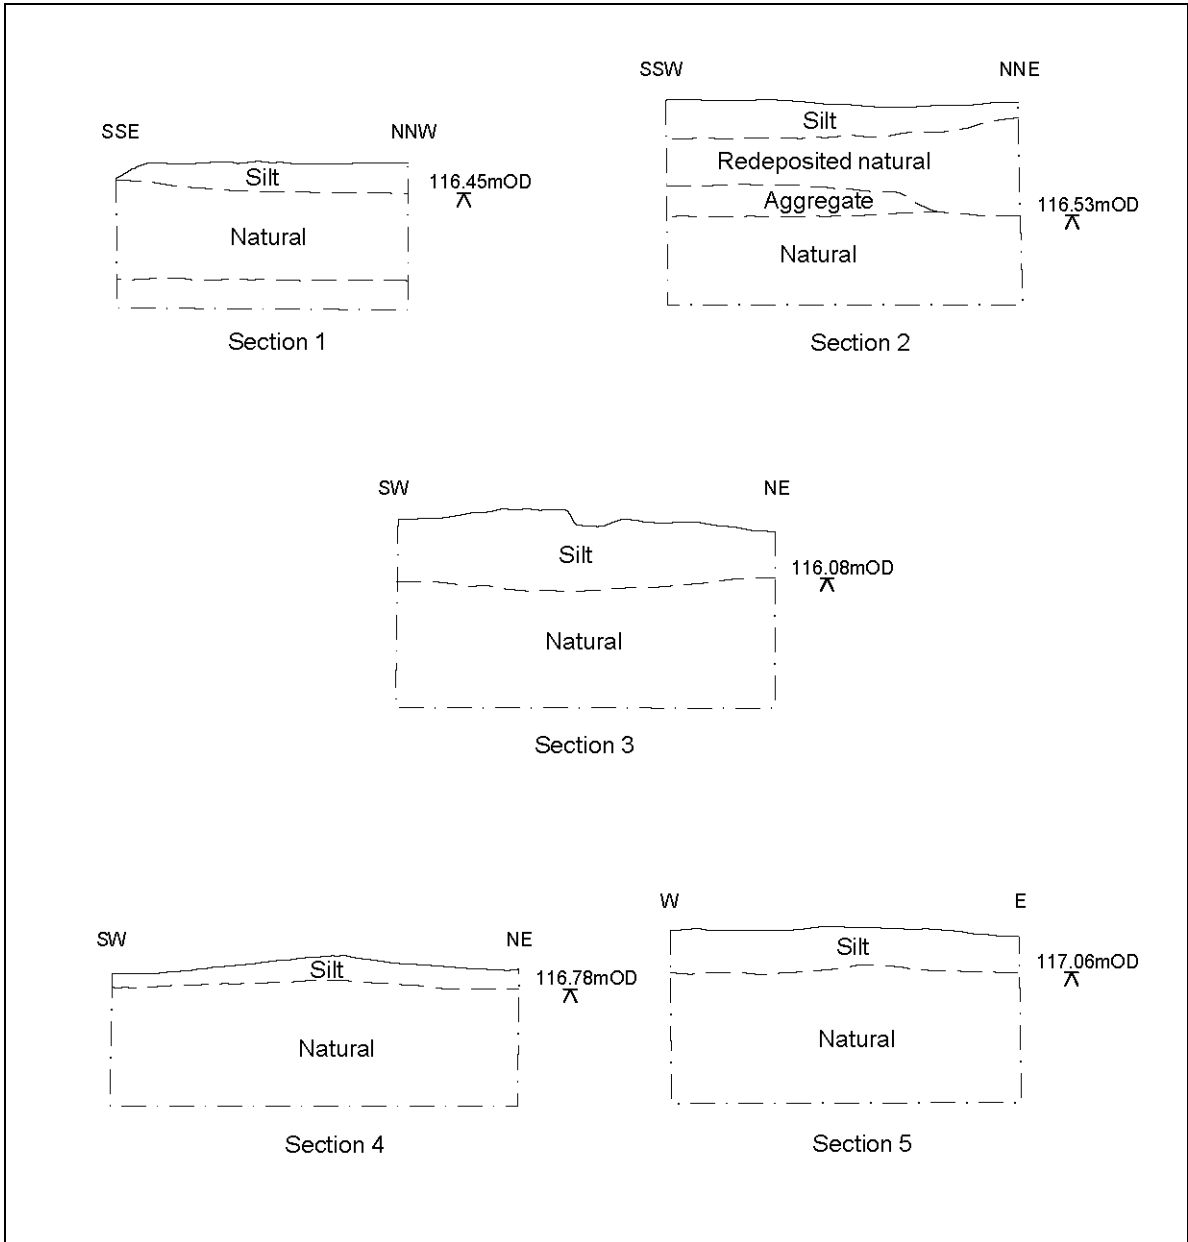 SSE NNW
Silt
116.45mOD
Natural
Section 1
SSW NNE
Silt
Redeposited natural
Aggregate
116.53mOD
Natural
Section 2
SW NE
Silt
116.08mOD
Natural
Section 3
SW NE
Silt
116.78mOD
Natural
Section 4
W E
Silt
117.06mOD
Natural
Section 5